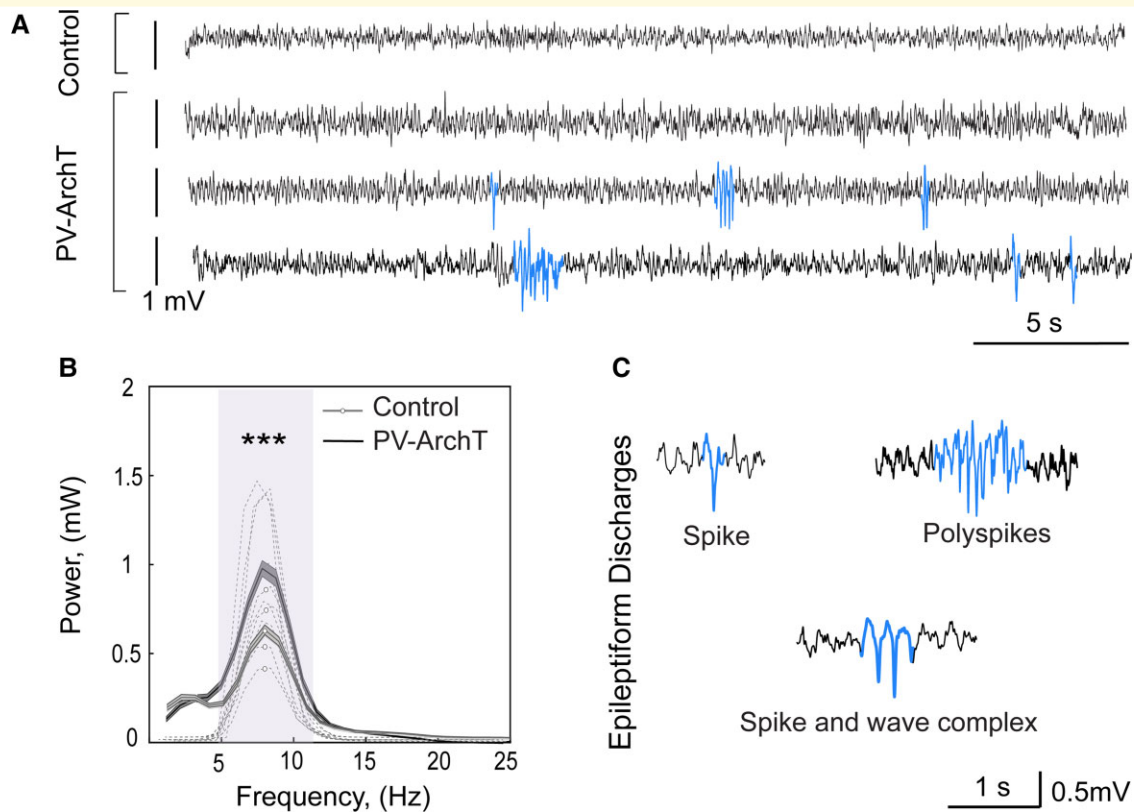 A
Control
PV-ArchT
1 mV
5 s
B
Power, (mW)
2
1.5
1
0.5
0
5
10
15
20
25
Frequency, (Hz)
***
Control
PV-ArchT
C
Epileptiform Discharges
Spike
Polyspikes
Spike and wave complex
1 s
0.5mV